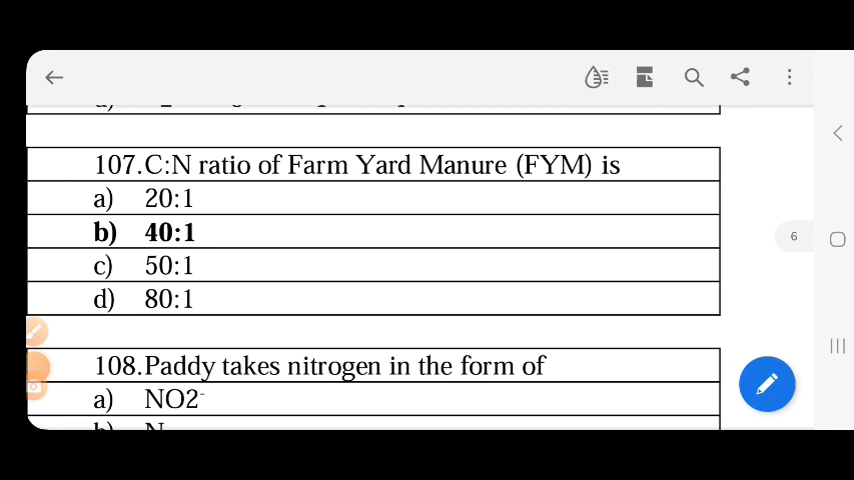 107.C:N ratio of Farm Yard Manure (FYM) is
a) 20:1
b) 40:1
c) 50:1
d) 80:1
6
108.Paddy takes nitrogen in the form of
a) NO2-